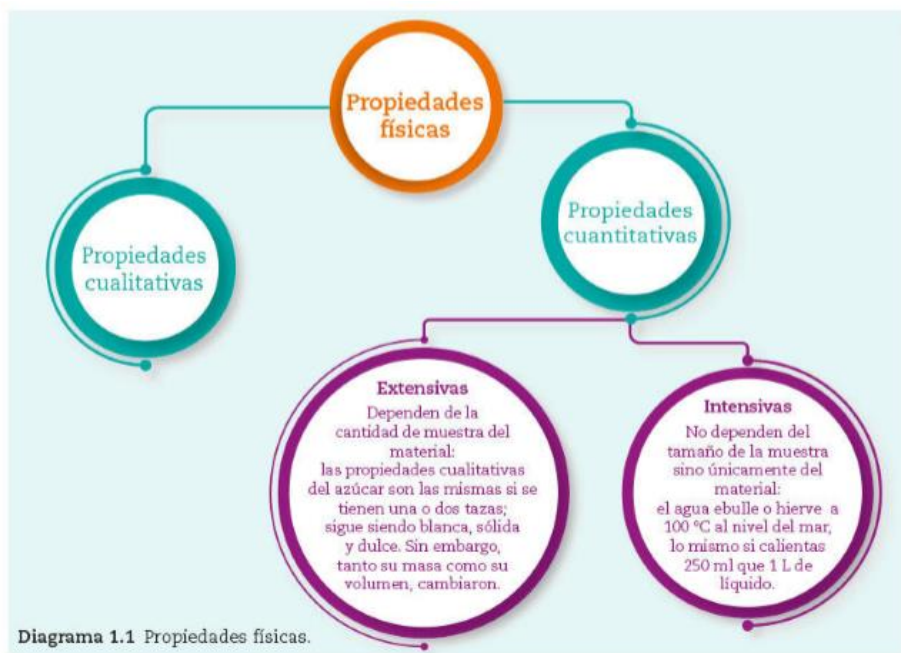 Propiedades
físicas
Propiedades
cualitativas
Propiedades
cuantitativas
Extensivas
Dependen de la
cantidad de muestra del
material:
las propiedades cualitativas
del azúcar son las mismas si se
tienen una o dos tazas;
sigue siendo blanca, sólida
y dulce. Sin embargo,
tanto su masa como su
volumen, cambiaron.
Intensivas
No dependen del
tamaño de la muestra
sino únicamente del
material:
el agua ebulle o hierve a
100 °C al nivel del mar,
lo mismo si calientas
250 ml que 1 L de
líquido.
Diagrama 1.1 Propiedades físicas.